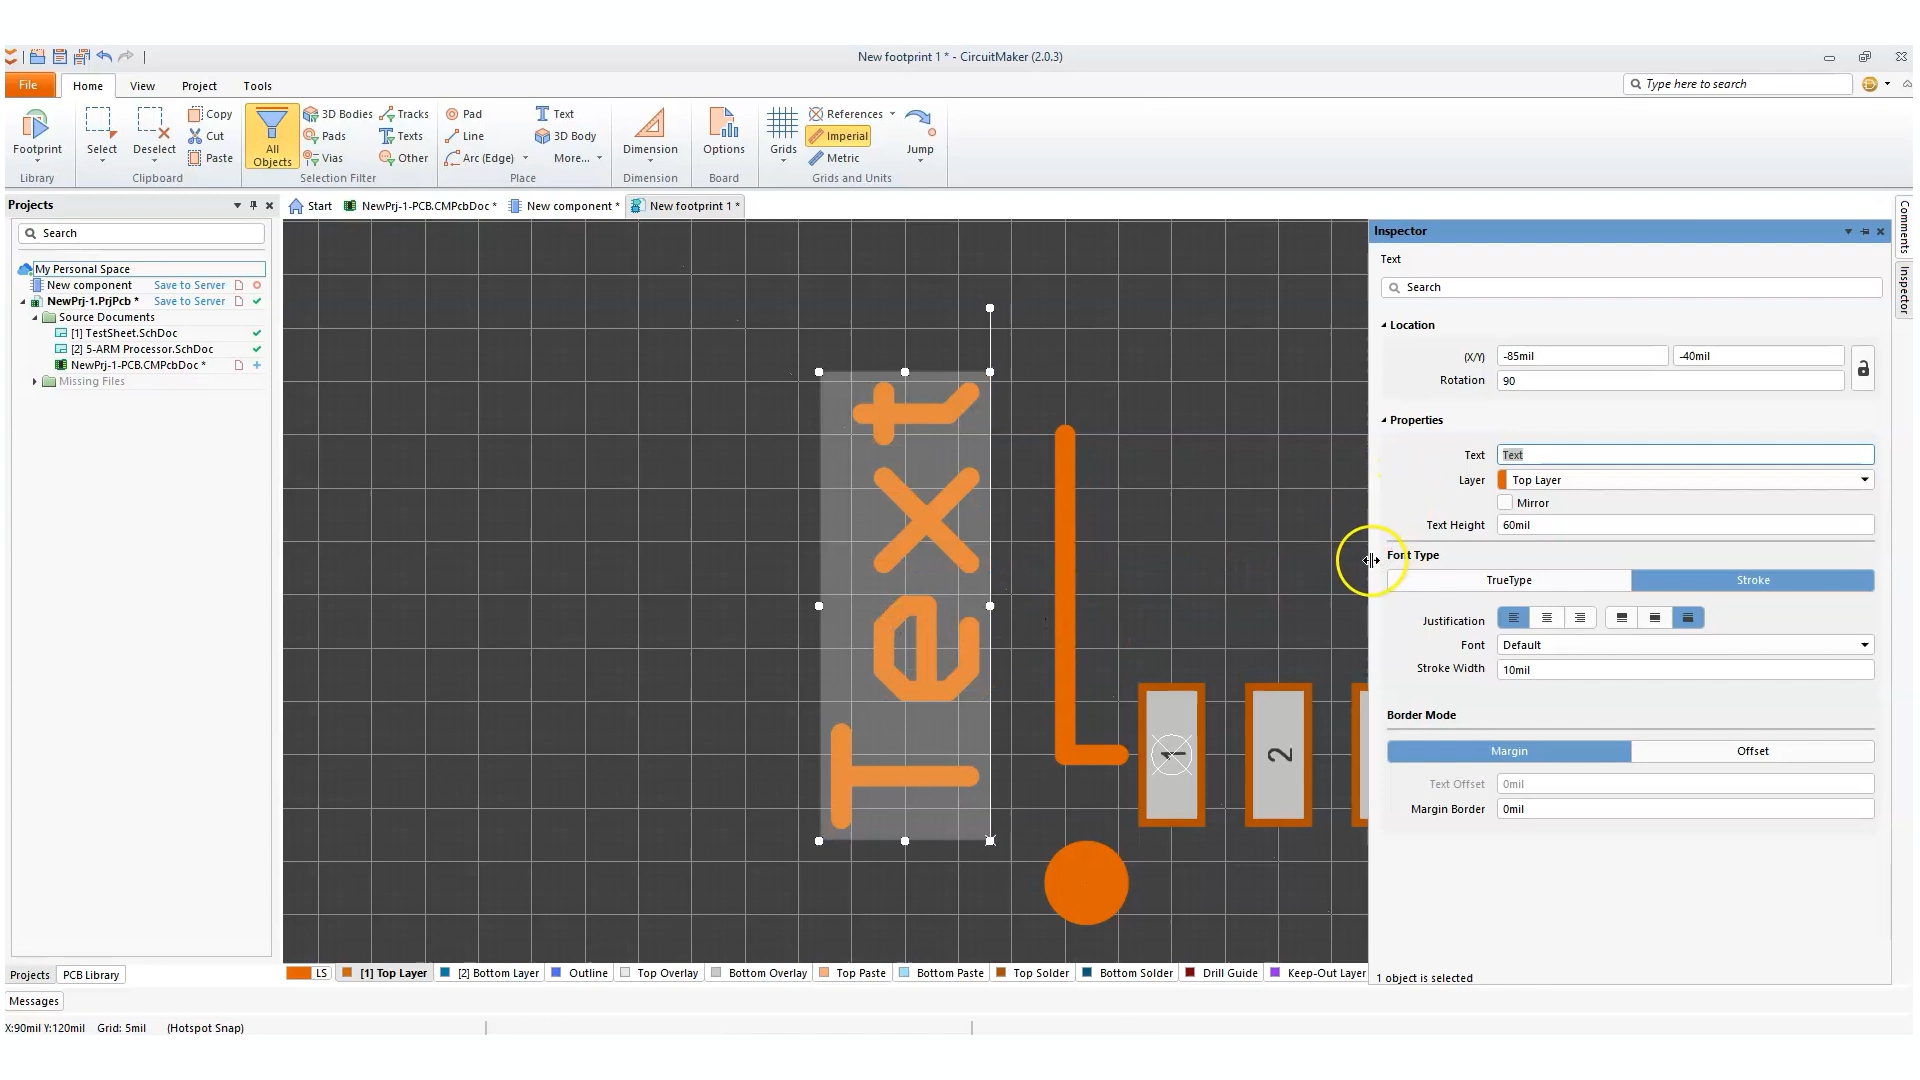 New footprint 1 * - CircuitMaker (2.0.3)
File Home View Project Tools
Type here to search
Footprint
Library
Select Deselect Copy Cut Paste
Clipboard
All Objects 3D Bodies Tracks
Pads Texts
Vias Other
Selection Filter
Pad Text
Line 3D Body
Arc (Edge) More...
Place
Dimension
Dimension
Options
Board
Grids References Jump
Imperial
Metric
Grids and Units
Projects
Start NewPrj-1-PCB.CMPcbDoc * New component * New footprint 1 *
Search
My Personal Space
New component Save to Server
NewPrj-1.PrjPcb * Save to Server
Source Documents
[1] TestSheet.SchDoc
[2] 5-ARM Processor.SchDoc
NewPrj-1-PCB.CMPcbDoc *
Missing Files
Text
1
2
Inspector
Text
Search
Location
(X/Y) -85mil -40mil
Rotation 90
Properties
Text Text
Layer Top Layer
Mirror
Text Height 60mil
Font Type
TrueType Stroke
Justification
Font Default
Stroke Width 10mil
Border Mode
Margin Offset
Text Offset 0mil
Margin Border 0mil
1 object is selected
Comments
Inspector
Projects PCB Library
LS [1] Top Layer [2] Bottom Layer Outline Top Overlay Bottom Overlay Top Paste Bottom Paste Top Solder Bottom Solder Drill Guide Keep-Out Layer
Messages
X:90mil Y:120mil Grid: 5mil (Hotspot Snap)